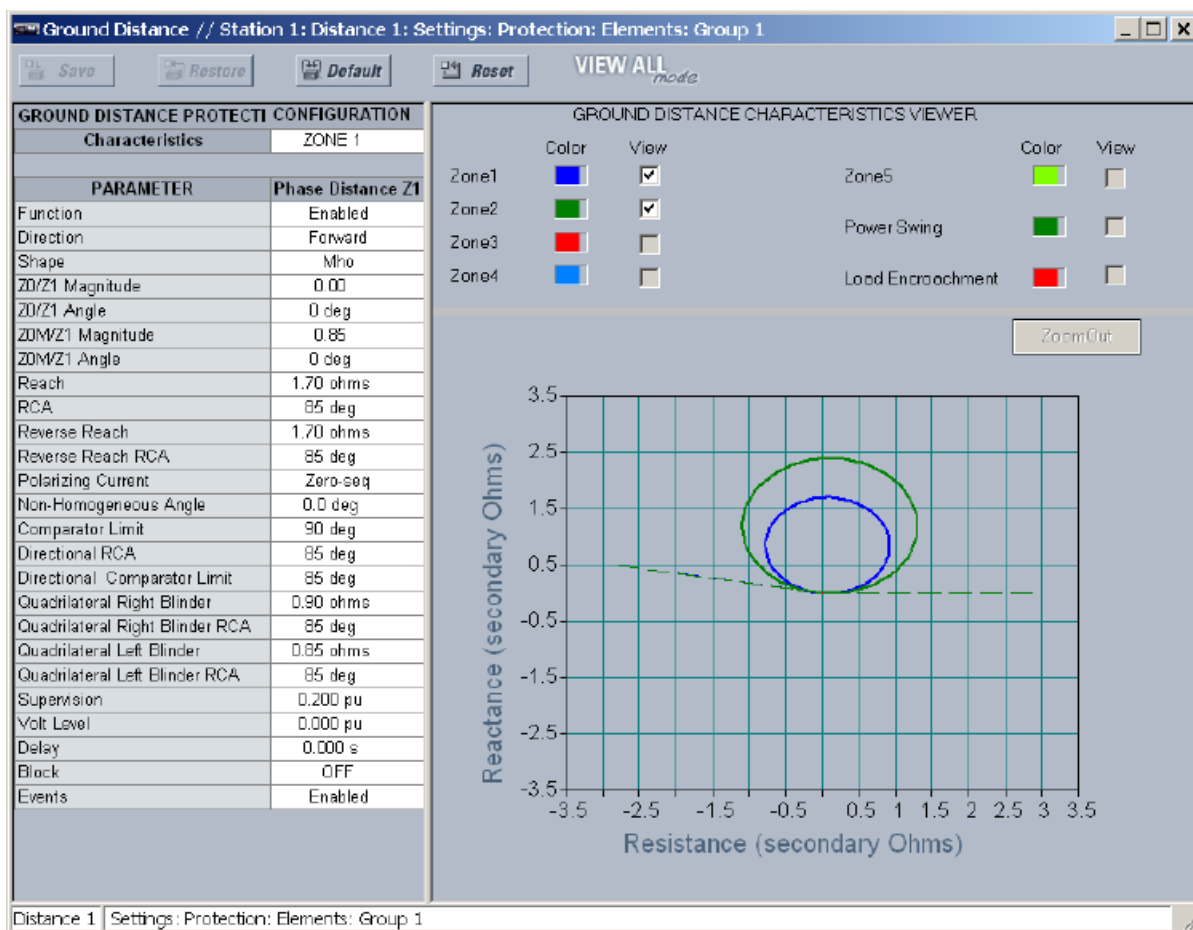 Ground Distance // Station 1: Distance 1: Settings: Protection: Elements: Group 1
Save Restore Default Reset VIEW ALL mode
GROUND DISTANCE PROTECTI CONFIGURATION
Characteristics ZONE 1
PARAMETER Phase Distance Z1
Function Enabled
Direction Forward
Shape Mho
Z0/Z1 Magnitude 0.00
Z0/Z1 Angle 0 deg
Z0M/Z1 Magnitude 0.85
Z0M/Z1 Angle 0 deg
Reach 1.70 ohms
RCA 85 deg
Reverse Reach 1.70 ohms
Reverse Reach RCA 85 deg
Polarizing Current Zero-seq
Non-Homogeneous Angle 0.0 deg
Comparator Limit 90 deg
Directional RCA 85 deg
Directional Comparator Limit 85 deg
Quadrilateral Right Blinder 0.90 ohms
Quadrilateral Right Blinder RCA 85 deg
Quadrilateral Left Blinder 0.85 ohms
Quadrilateral Left Blinder RCA 85 deg
Supervision 0.200 pu
Volt Level 0.000 pu
Delay 0.000 s
Block OFF
Events Enabled
GROUND DISTANCE CHARACTERISTICS VIEWER
Color View Color View
Zone1 Zone5
Zone2
Power Swing
Zone3
Zone4 Load Encroachment
ZoomOut
3.5
2.5
1.5
0.5
-0.5
-1.5
-2.5
-3.5
Reactance (secondary Ohms)
-3.5 -2.5 -1.5 -0.5 0.5 1 1.5 2 2.5 3 3.5
Resistance (secondary Ohms)
Distance 1 Settings: Protection: Elements: Group 1